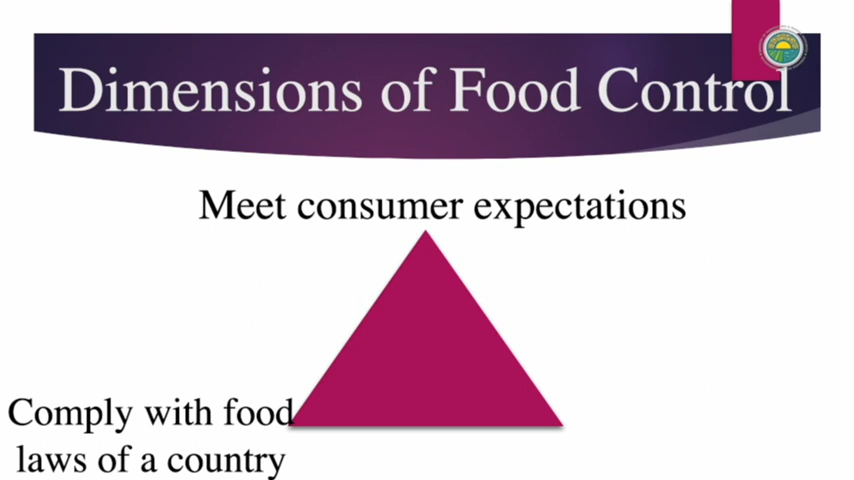 Dimensions of Food Control
Meet consumer expectations
Comply with food
laws of a country